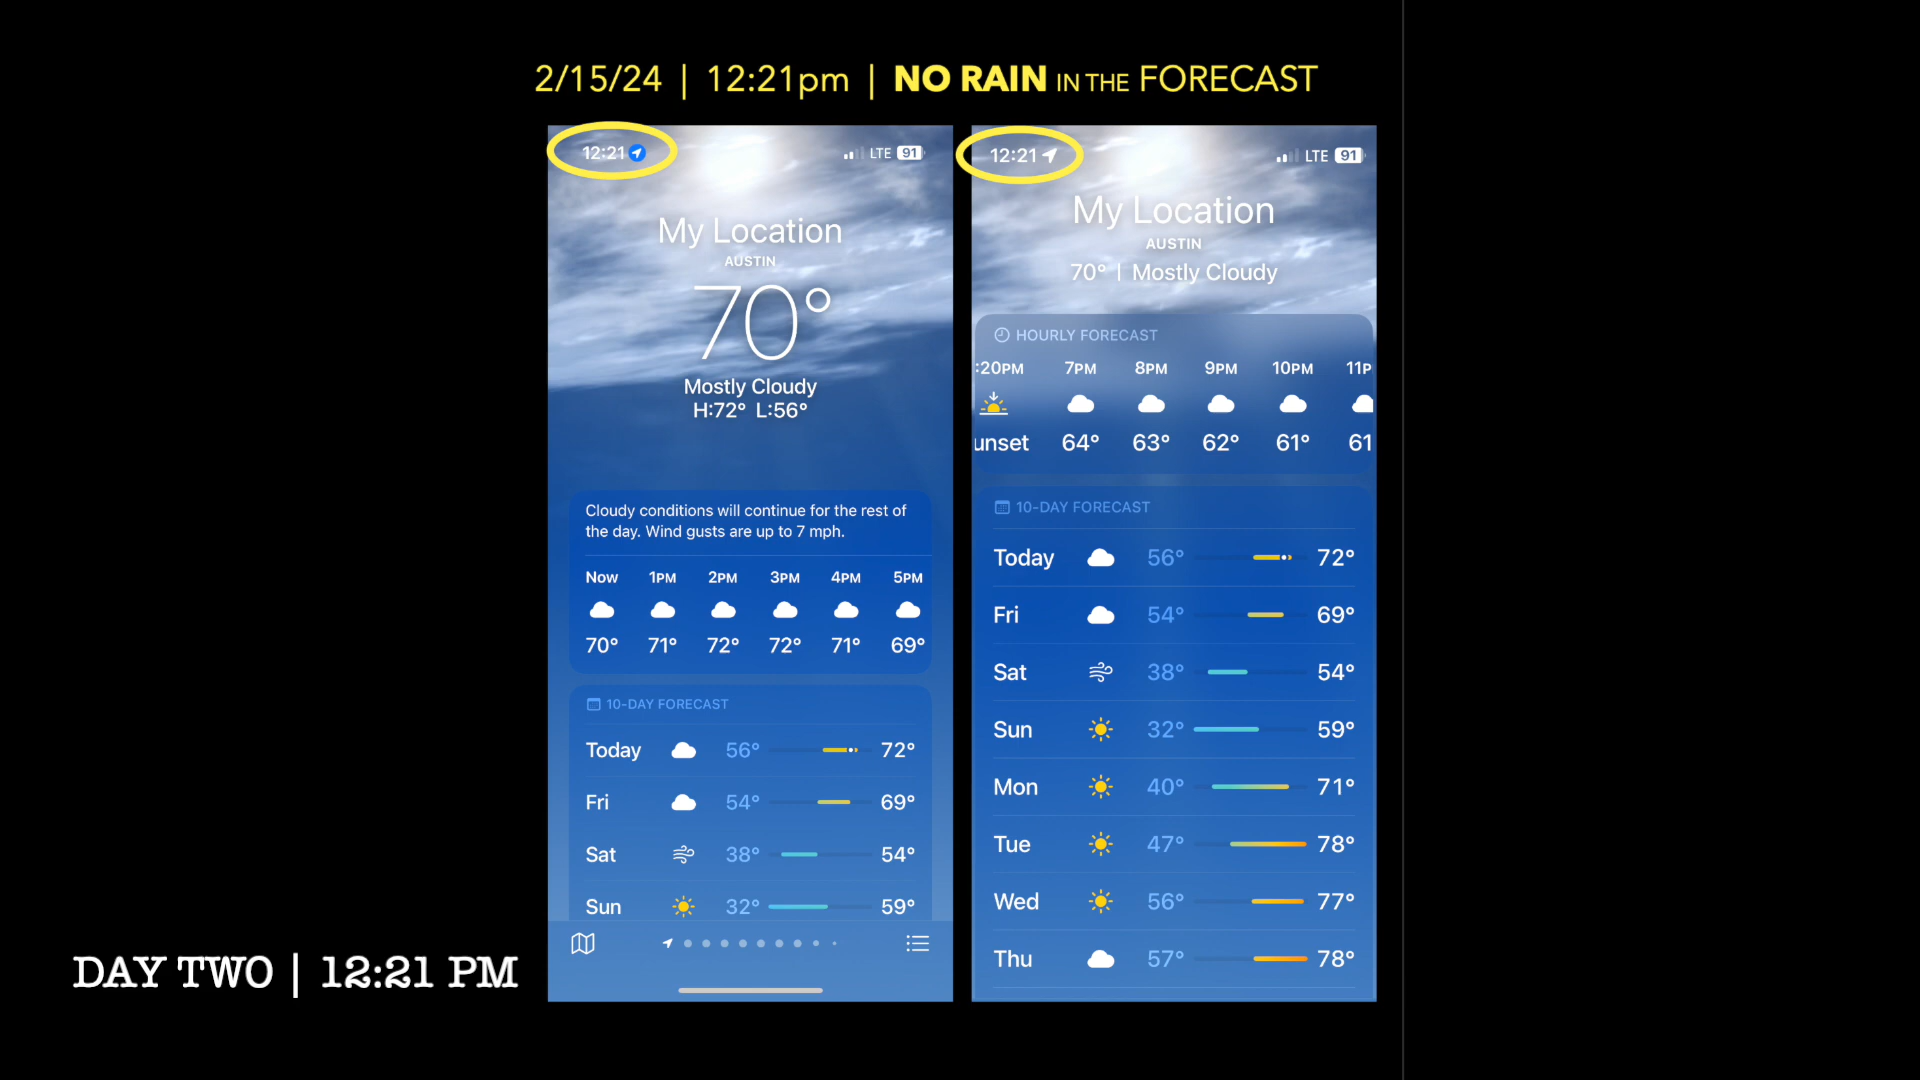 2/15/24 | 12:21pm | NO RAIN IN THE FORECAST
12:21
LTE 91
My Location
AUSTIN
70°
Mostly Cloudy
H:72° L:56°
Cloudy conditions will continue for the rest of
the day. Wind gusts are up to 7 mph.
Now 1PM 2PM 3PM 4PM 5PM
70° 71° 72° 72° 71° 69°
10-DAY FORECAST
Today 56° 72°
Fri 54° 69°
Sat 38° 54°
Sun 32° 59°
12:21
LTE 91
My Location
AUSTIN
70° | Mostly Cloudy
HOURLY FORECAST
:20PM 7PM 8PM 9PM 10PM 11P
unset 64° 63° 62° 61° 61
10-DAY FORECAST
Today 56° 72°
Fri 54° 69°
Sat 38° 54°
Sun 32° 59°
Mon 40° 71°
Tue 47° 78°
Wed 56° 77°
Thu 57° 78°
DAY TWO | 12:21 PM